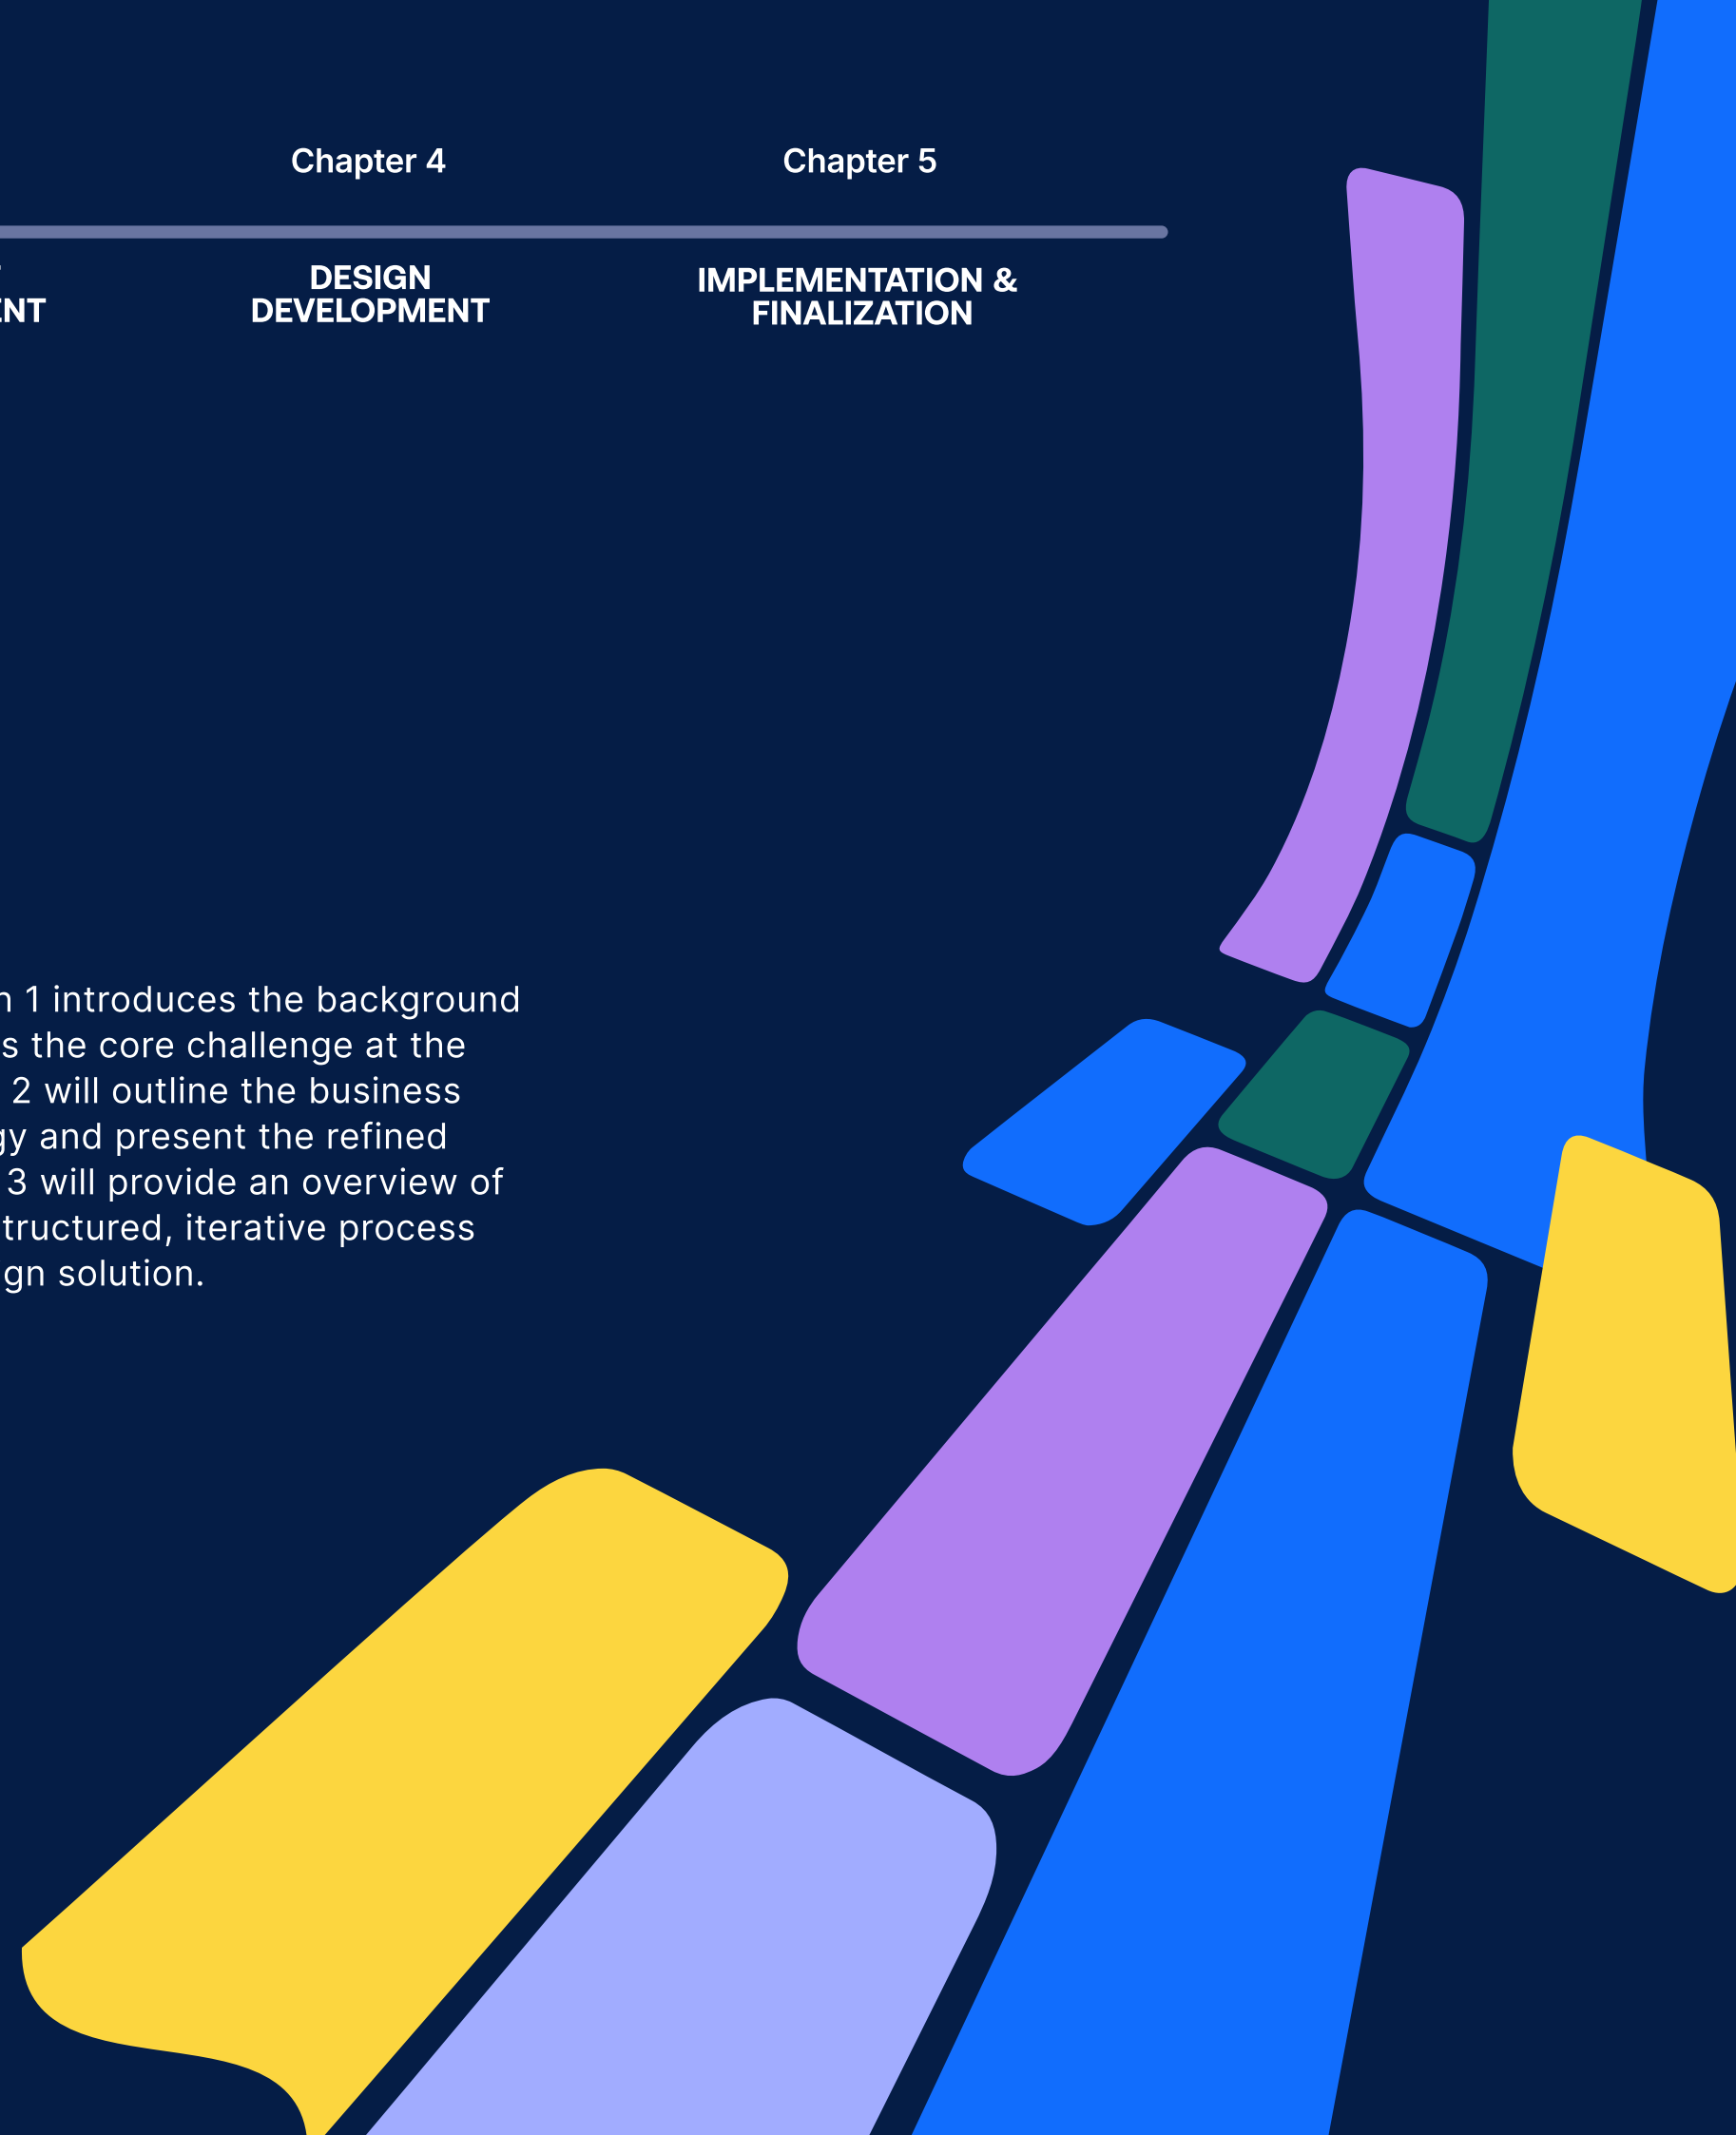 Chapter 4
Chapter 5
DESIGN
DEVELOPMENT
IMPLEMENTATION &
FINALIZATION
1 introduces the background
the core challenge at the
2 will outline the business
and present the refined
3 will provide an overview of
iterative process
solution.